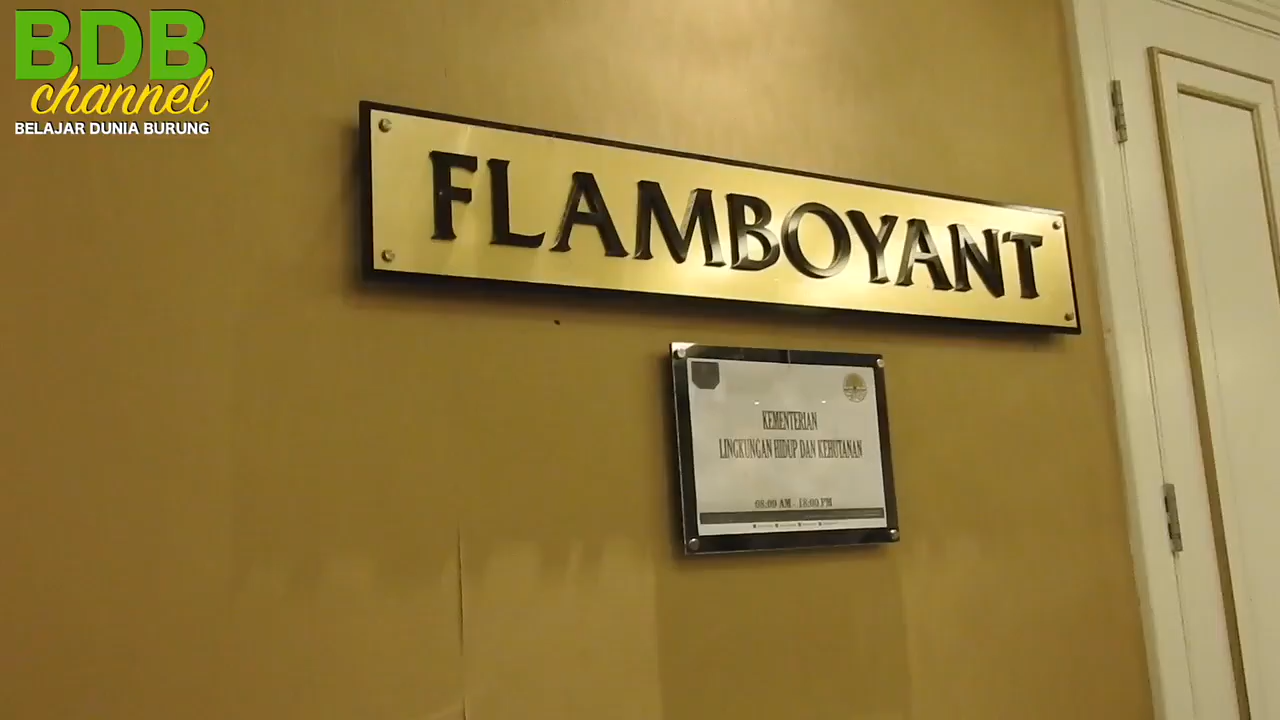 BDB
channel
BELAJAR DUNIA BURUNG
FLAMBOYANT
KEMENTERIAN
LINGKUNGAN HIDUP DAN KEHUTANAN
08:00 AM - 18:00 PM